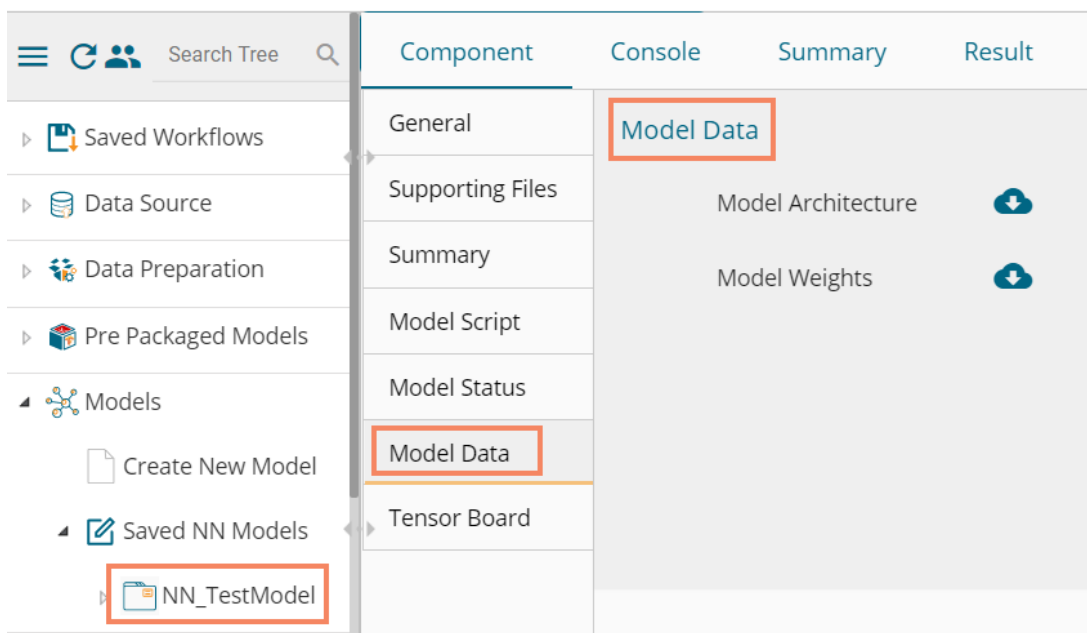 Search Tree
Saved Workflows
Data Source
Data Preparation
Pre Packaged Models
Models
Create New Model
Saved NN Models
NN_TestModel
Component
Console
Summary
Result
General
Supporting Files
Summary
Model Script
Model Status
Model Data
Tensor Board
Model Data
Model Architecture
Model Weights